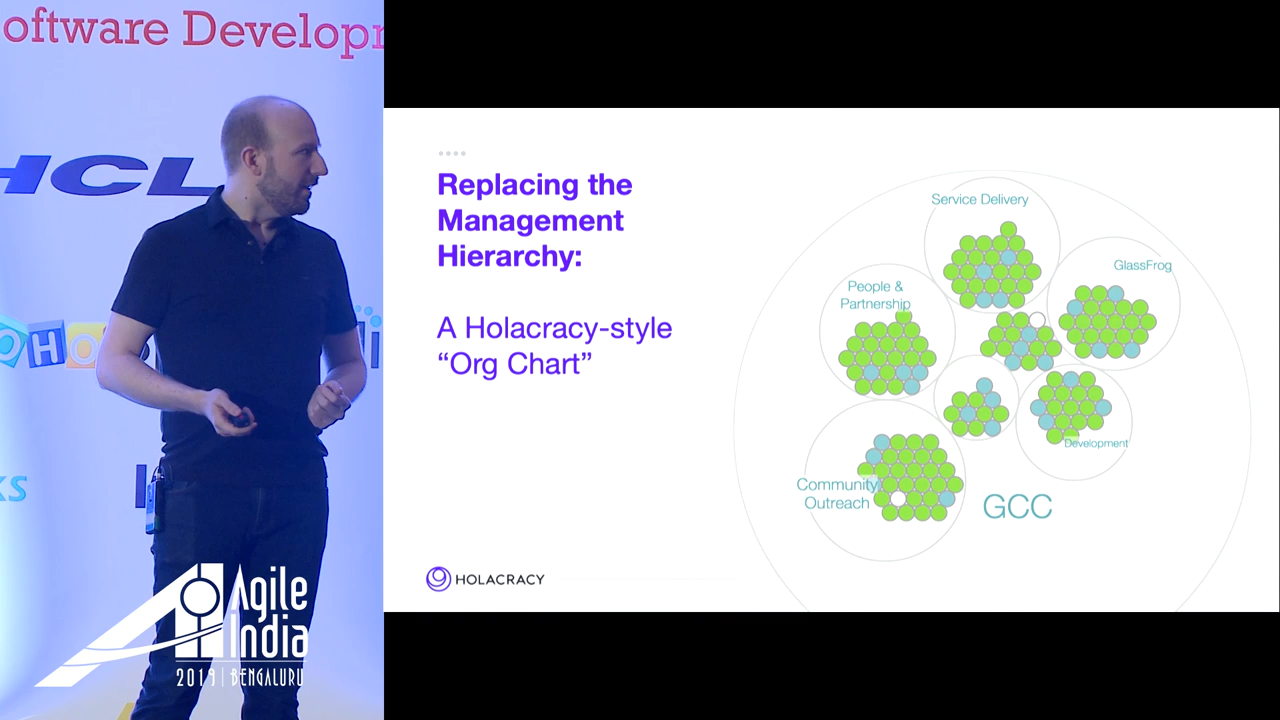 oftware Developr
HCL
Replacing the
Management
Hierarchy:
A Holacracy-style
“Org Chart”
Service Delivery
GlassFrog
People &
Partnership
Development
Community
Outreach
GCC
HOLACRACY
Agile
India
2019 | BENGALURU